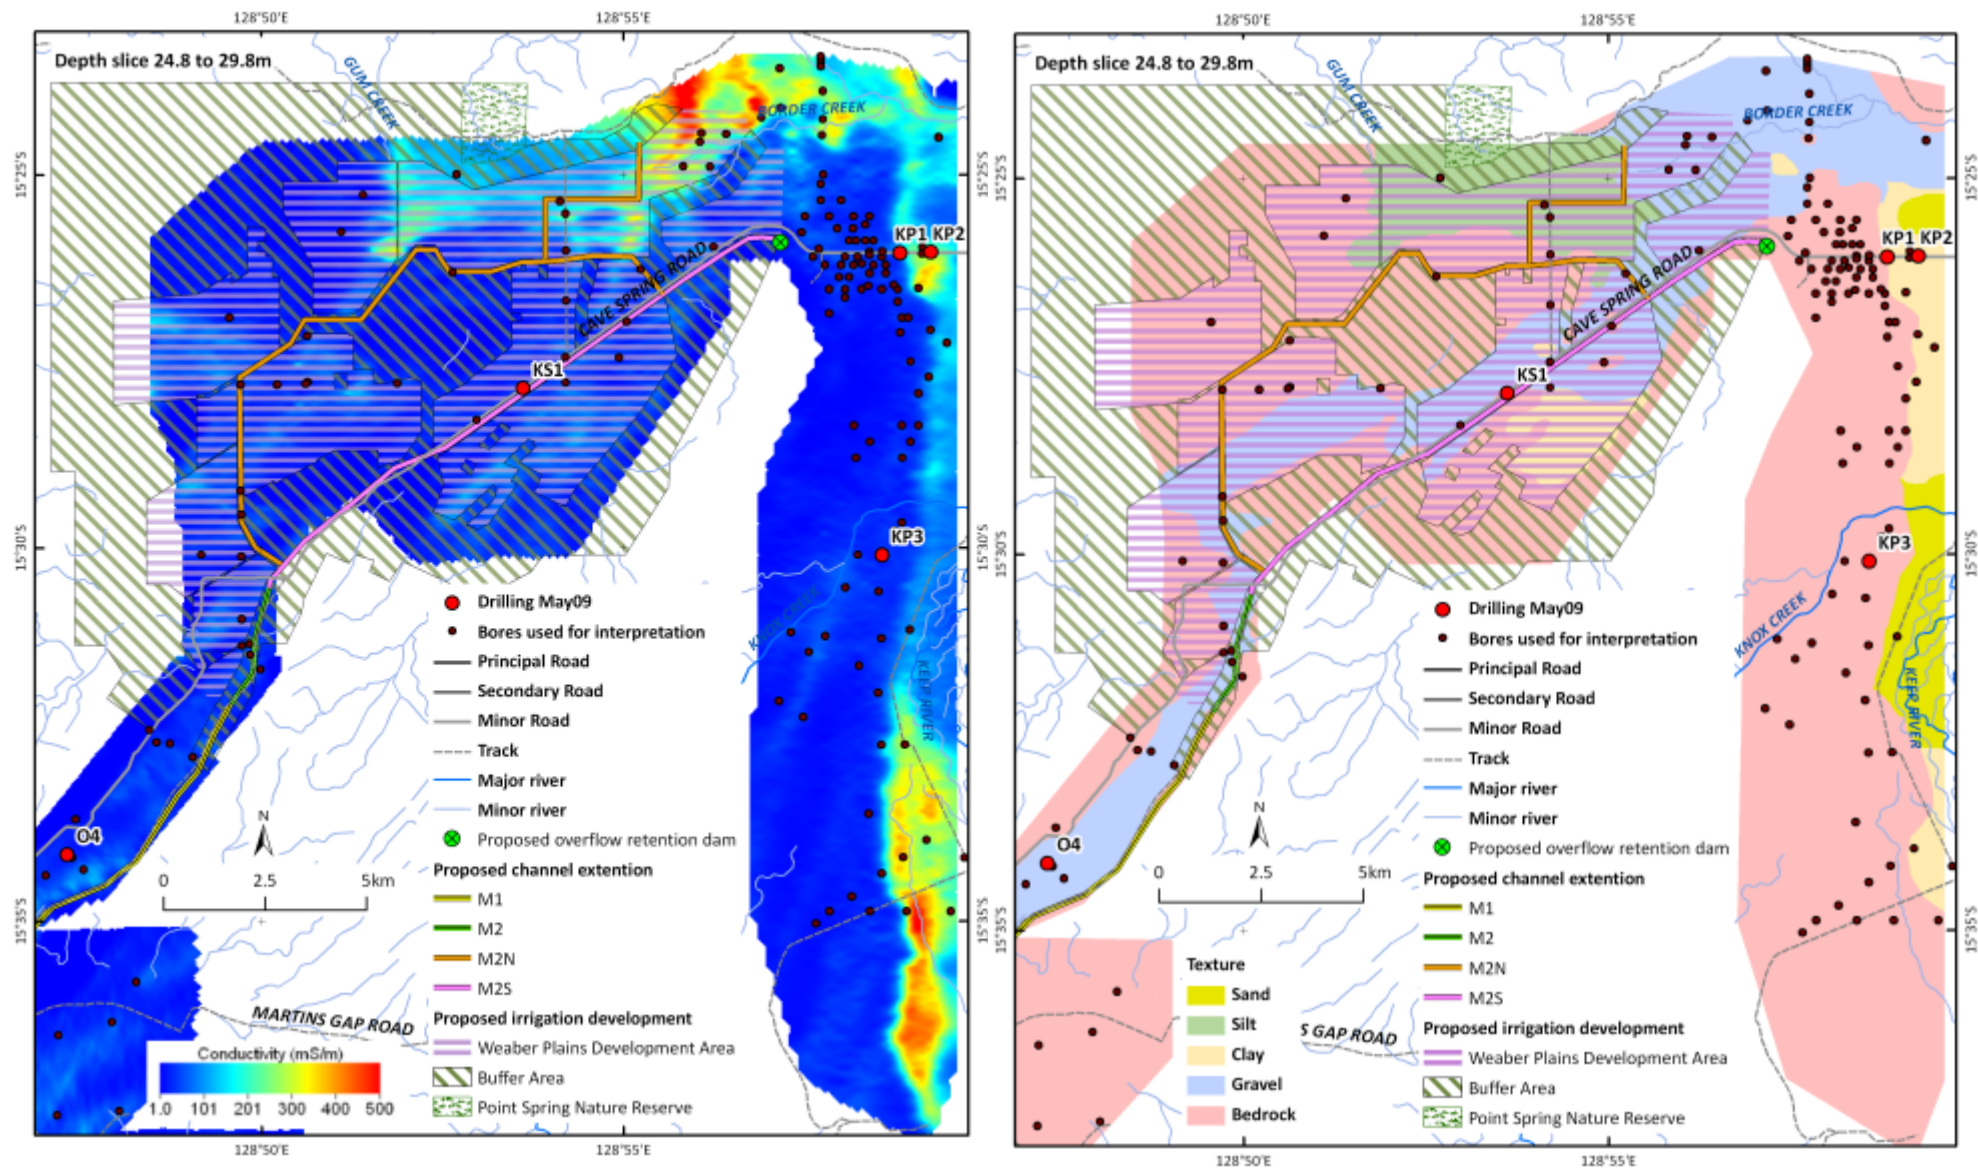 128°50'E
128°55'E
Depth slice 24.8 to 29.8m
GUM CREEK
BORDER CREEK
15°25'S
15°25'S
KP1 KP2
CAVE SPRING ROAD
KS1
15°30'S
15°30'S
KP3
KNOX CREEK
KEEP RIVER
Drilling May09
Bores used for interpretation
Principal Road
Secondary Road
Minor Road
Track
Major river
Minor river
Proposed overflow retention dam
Proposed channel extention
M1
M2
M2N
M2S
Proposed irrigation development
Weaber Plains Development Area
Buffer Area
Point Spring Nature Reserve
N
0 2.5 5km
O4
15°35'S
15°35'S
MARTINS GAP ROAD
Conductivity (mS/m)
1.0 101 201 300 400 500
128°50'E
128°55'E
128°50'E
128°55'E
Depth slice 24.8 to 29.8m
GUM CREEK
BORDER CREEK
15°25'S
KP1 KP2
CAVE SPRING ROAD
KS1
15°30'S
KP3
KNOX CREEK
KEEP RIVER
Drilling May09
Bores used for interpretation
Principal Road
Secondary Road
Minor Road
Track
Major river
Minor river
Proposed overflow retention dam
Proposed channel extention
M1
M2
M2N
M2S
Proposed irrigation development
Weaber Plains Development Area
Buffer Area
Point Spring Nature Reserve
N
0 2.5 5km
O4
15°35'S
S GAP ROAD
Texture
Sand
Silt
Clay
Gravel
Bedrock
128°50'E
128°55'E